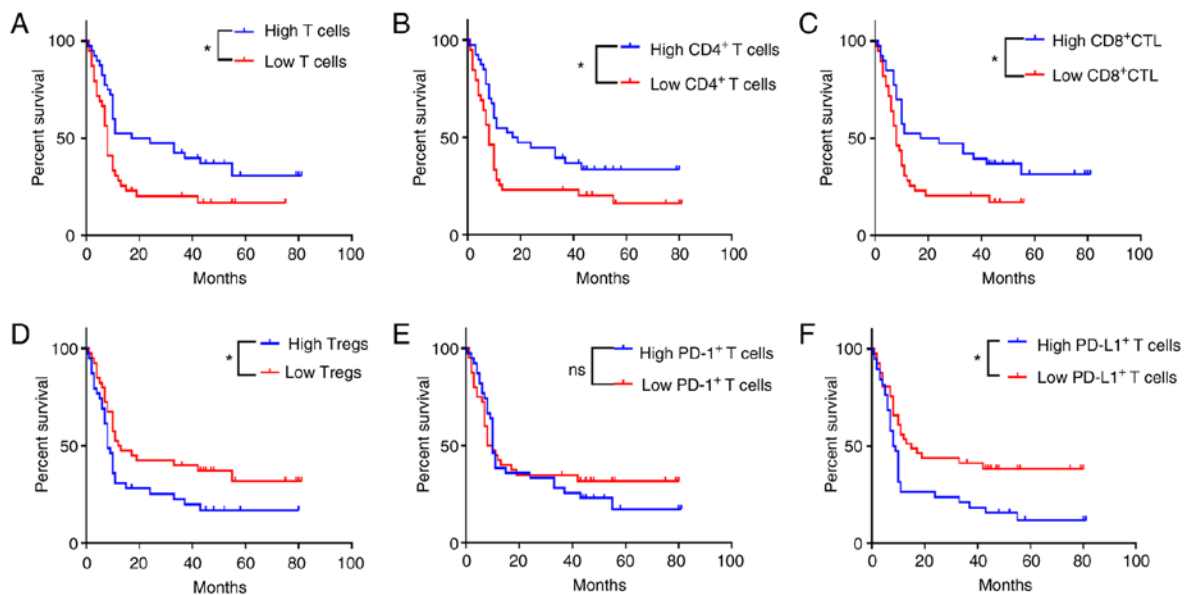 A
High T cells
*
Low T cells
100
50
0
Percent survival
0 20 40 60 80 100
Months
B
High CD4⁺ T cells
*
Low CD4⁺ T cells
100
50
0
Percent survival
0 20 40 60 80 100
Months
C
High CD8⁺CTL
*
Low CD8⁺CTL
100
50
0
Percent survival
0 20 40 60 80 100
Months
D
High Tregs
*
Low Tregs
100
50
0
Percent survival
0 20 40 60 80 100
Months
E
High PD-1⁺ T cells
ns
Low PD-1⁺ T cells
100
50
0
Percent survival
0 20 40 60 80 100
Months
F
High PD-L1⁺ T cells
*
Low PD-L1⁺ T cells
100
50
0
Percent survival
0 20 40 60 80 100
Months